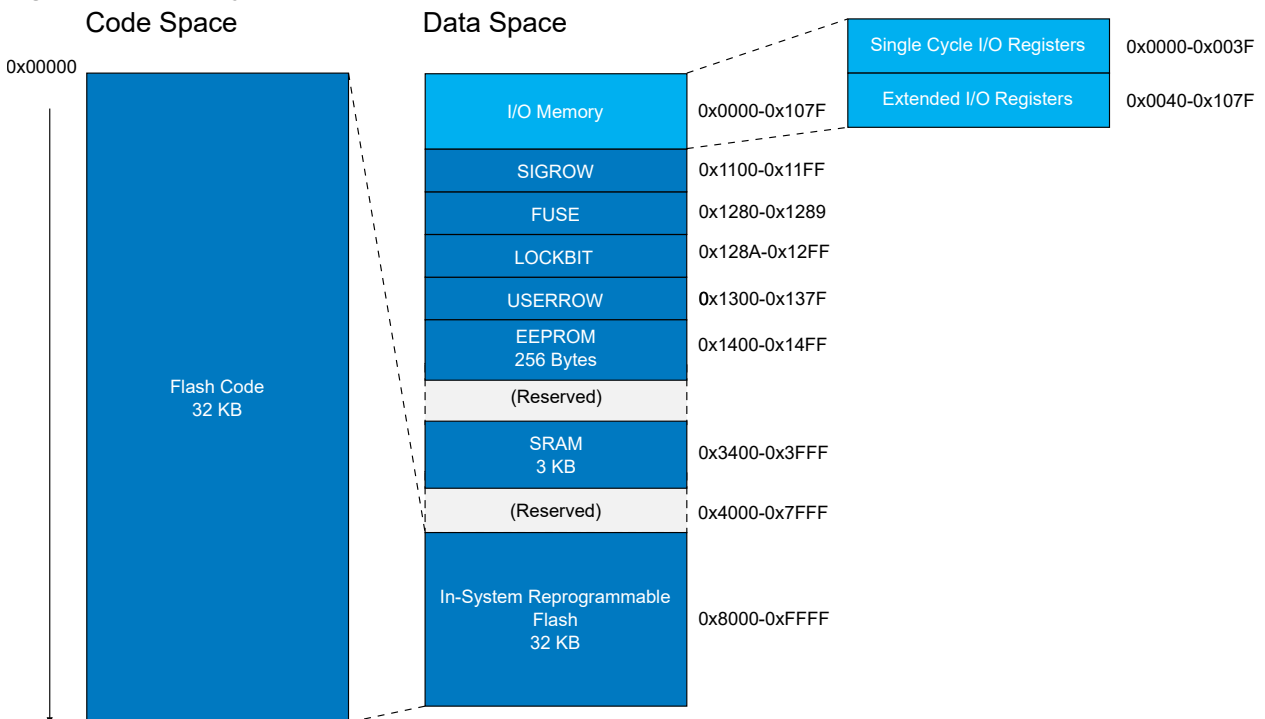 Code Space
Data Space
0x00000
Flash Code
32 KB
I/O Memory
0x0000-0x107F
Single Cycle I/O Registers
0x0000-0x003F
Extended I/O Registers
0x0040-0x107F
SIGROW
0x1100-0x11FF
FUSE
0x1280-0x1289
LOCKBIT
0x128A-0x12FF
USERROW
0x1300-0x137F
EEPROM
256 Bytes
0x1400-0x14FF
(Reserved)
SRAM
3 KB
0x3400-0x3FFF
(Reserved)
0x4000-0x7FFF
In-System Reprogrammable
Flash
32 KB
0x8000-0xFFFF